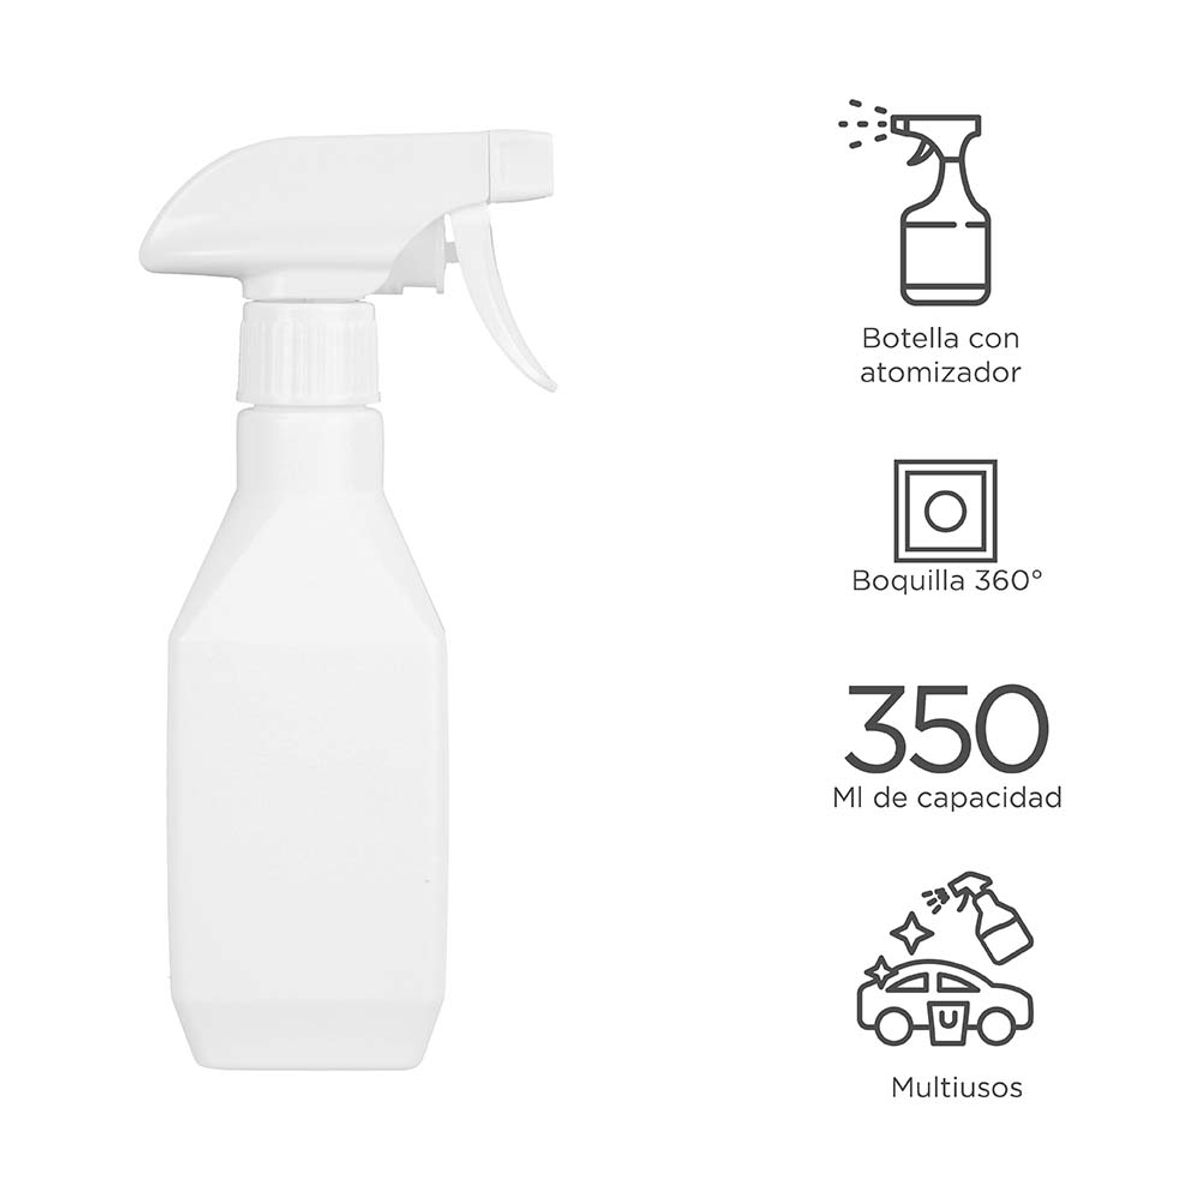 Botella con
atomizador
Boquilla 360°
350
Ml de capacidad
U
Multiusos